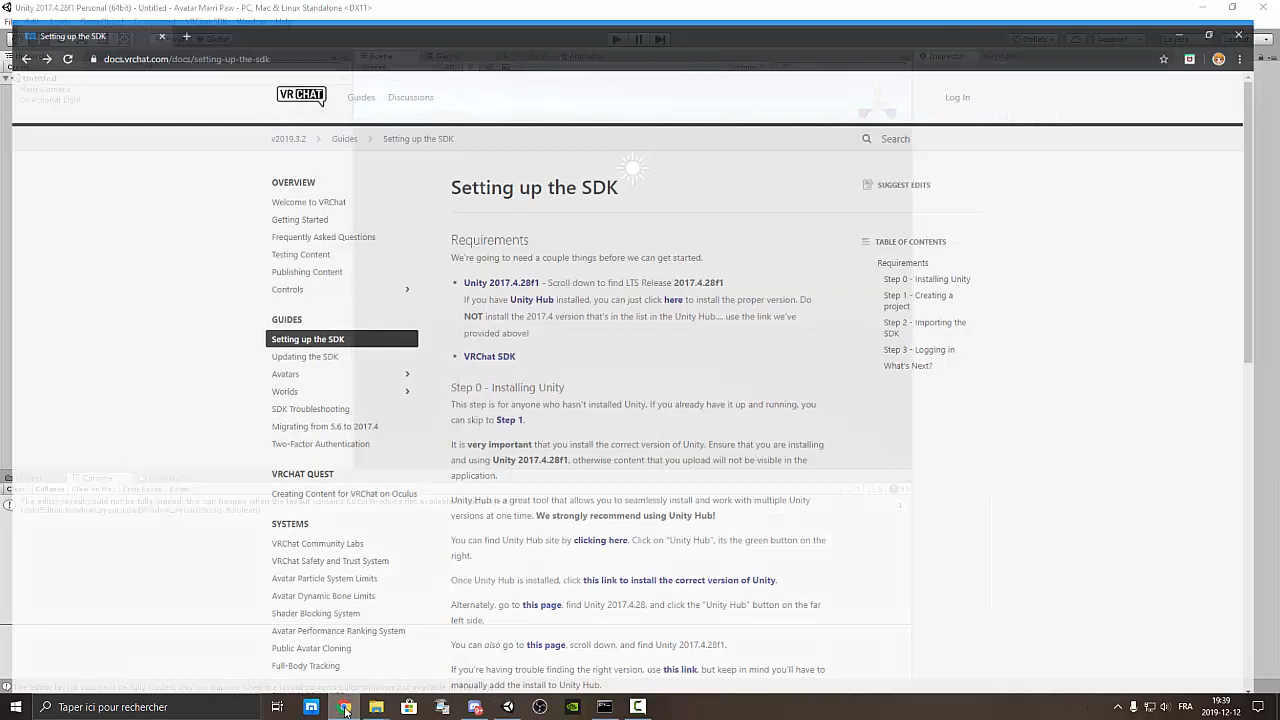 Unity 2017.4.28f1 Personal (64bit) - Untitled - Avatar Mairi Paw - PC, Mac & Linux Standalone <DX11>
Setting up the SDK
docs.vrchat.com/docs/setting-up-the-sdk
Untitled
Main Camera
Directional Light
VRCHAT
Guides
Discussions
Log In
v2019.3.2 > Guides > Setting up the SDK
Search
OVERVIEW
Welcome to VRChat
Getting Started
Frequently Asked Questions
Testing Content
Publishing Content
Controls
GUIDES
Setting up the SDK
Updating the SDK
Avatars
Worlds
SDK Troubleshooting
Migrating from 5.6 to 2017.4
Two-Factor Authentication
VRCHAT QUEST
Creating Content for VRChat on Oculus
SYSTEMS
VRChat Community Labs
VRChat Safety and Trust System
Avatar Particle System Limits
Avatar Dynamic Bone Limits
Shader Blocking System
Avatar Performance Ranking System
Public Avatar Cloning
Full-Body Tracking
Setting up the SDK
Requirements
We're going to need a couple things before we can get started.
• Unity 2017.4.28f1 - Scroll down to find LTS Release 2017.4.28f1
If you have Unity Hub installed, you can just click here to install the proper version. Do
NOT install the 2017.4 version that's in the list in the Unity Hub.... use the link we've
provided above!
• VRChat SDK
Step 0 - Installing Unity
This step is for anyone who hasn't installed Unity. If you already have it up and running, you
can skip to Step 1.
It is very important that you install the correct version of Unity. Ensure that you are installing
and using Unity 2017.4.28f1, otherwise content that you upload will not be visible in the
application.
Unity Hub is a great tool that allows you to seamlessly install and work with multiple Unity
versions at one time. We strongly recommend using Unity Hub!
You can find Unity Hub site by clicking here. Click on "Unity Hub", its the green button on the
right.
Once Unity Hub is installed, click this link to install the correct version of Unity.
Alternately, go to this page, find Unity 2017.4.28, and click the "Unity Hub" button on the far
left side.
You can also go to this page, scroll down, and find Unity 2017.4.28f1.
If you're having trouble finding the right version, use this link, but keep in mind you'll have to
manually add the install to Unity Hub.
SUGGEST EDITS
TABLE OF CONTENTS
Requirements
Step 0 - Installing Unity
Step 1 - Creating a
project
Step 2 - Importing the
SDK
Step 3 - Logging in
What's Next?
Taper ici pour rechercher
FRA
19:39
2019-12-12